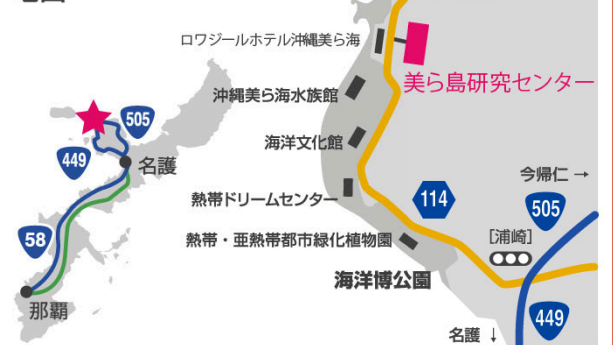 ロワジールホテル沖縄美ら海
美ら島研究センター
沖縄美ら海水族館
海洋文化館
熱帯ドリームセンター
熱帯・亜熱帯都市緑化植物園
海洋博公園
114
今帰仁 →
505
[浦崎]
449
名護 ↓
505
449
名護
58
那覇